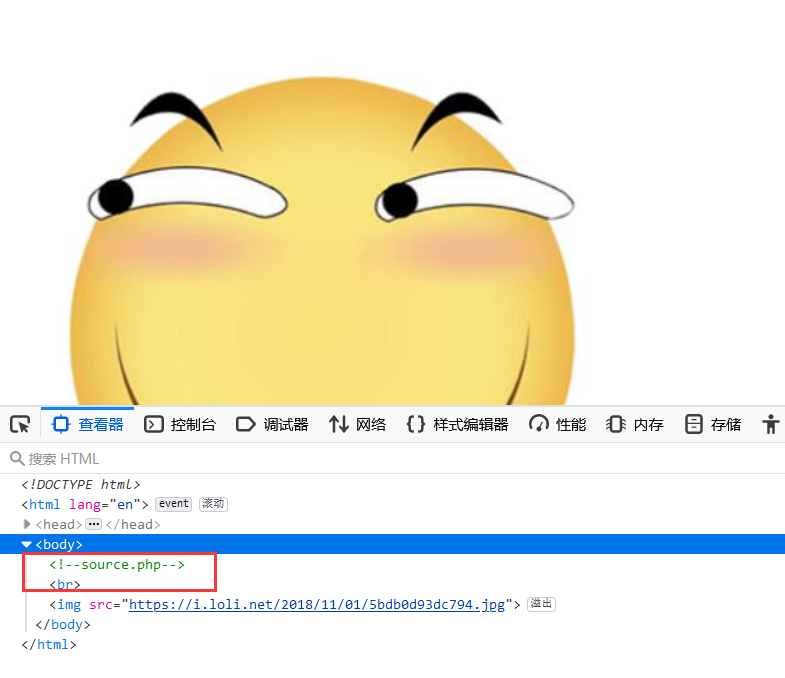 查看器 控制台 调试器 网络 样式编辑器 性能 内存 存储
搜索 HTML
<!DOCTYPE html>
<html lang="en"> event 滚动
<head> ••• </head>
<body>
<!--source.php-->
<br>
<img src="https://i.loli.net/2018/11/01/5bdb0d93dc794.jpg"> 溢出
</body>
</html>